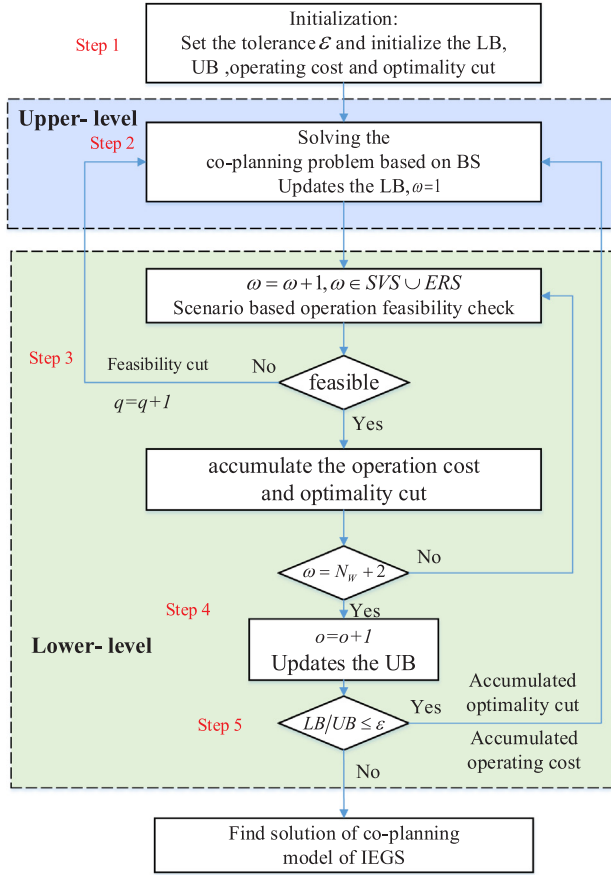 Initialization:
Step 1
Set the tolerance ε and initialize the LB,
UB ,operating cost and optimality cut
Upper- level
Step 2
Solving the
co-planning problem based on BS
Updates the LB, ω=1
ω = ω + 1, ω ∈ SVS ∪ ERS
Scenario based operation feasibility check
Step 3
Feasibility cut
No
feasible
q=q+1
Yes
accumulate the operation cost
and optimality cut
ω = N_W + 2
No
Step 4
Yes
o=o+1
Updates the UB
Lower- level
Step 5
LB/UB ≤ ε
Yes
Accumulated
optimality cut
Accumulated
operating cost
No
Find solution of co-planning
model of IEGS